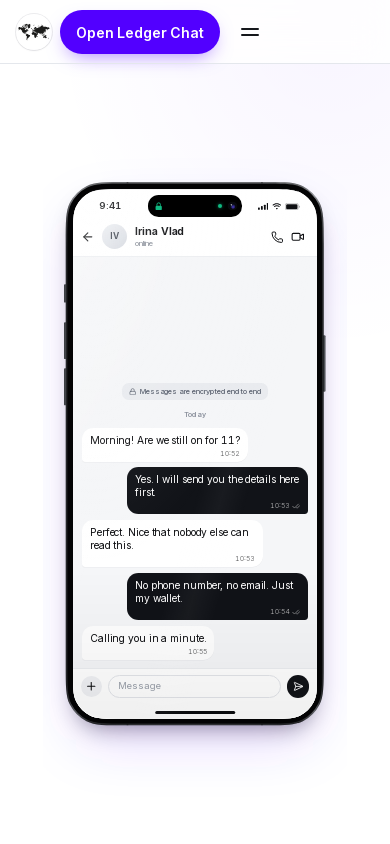 Open Ledger Chat
9:41
IV
Irina Vlad
online
Messages are encrypted end to end
Today
Morning! Are we still on for 11?
10:52
Yes. I will send you the details here
first.
10:53
Perfect. Nice that nobody else can
read this.
10:53
No phone number, no email. Just
my wallet.
10:54
Calling you in a minute.
10:55
Message